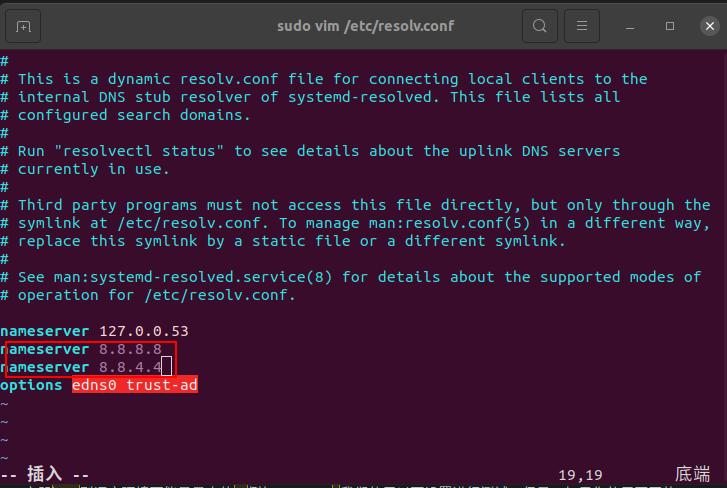 sudo vim /etc/resolv.conf
#
# This is a dynamic resolv.conf file for connecting local clients to the
# internal DNS stub resolver of systemd-resolved. This file lists all
# configured search domains.
#
# Run "resolvectl status" to see details about the uplink DNS servers
# currently in use.
#
# Third party programs must not access this file directly, but only through the
# symlink at /etc/resolv.conf. To manage man:resolv.conf(5) in a different way,
# replace this symlink by a static file or a different symlink.
#
# See man:systemd-resolved.service(8) for details about the supported modes of
# operation for /etc/resolv.conf.
nameserver 127.0.0.53
nameserver 8.8.8.8
nameserver 8.8.4.4
options edns0 trust-ad
~
~
~
~
-- 插入 -- 19,19 底端